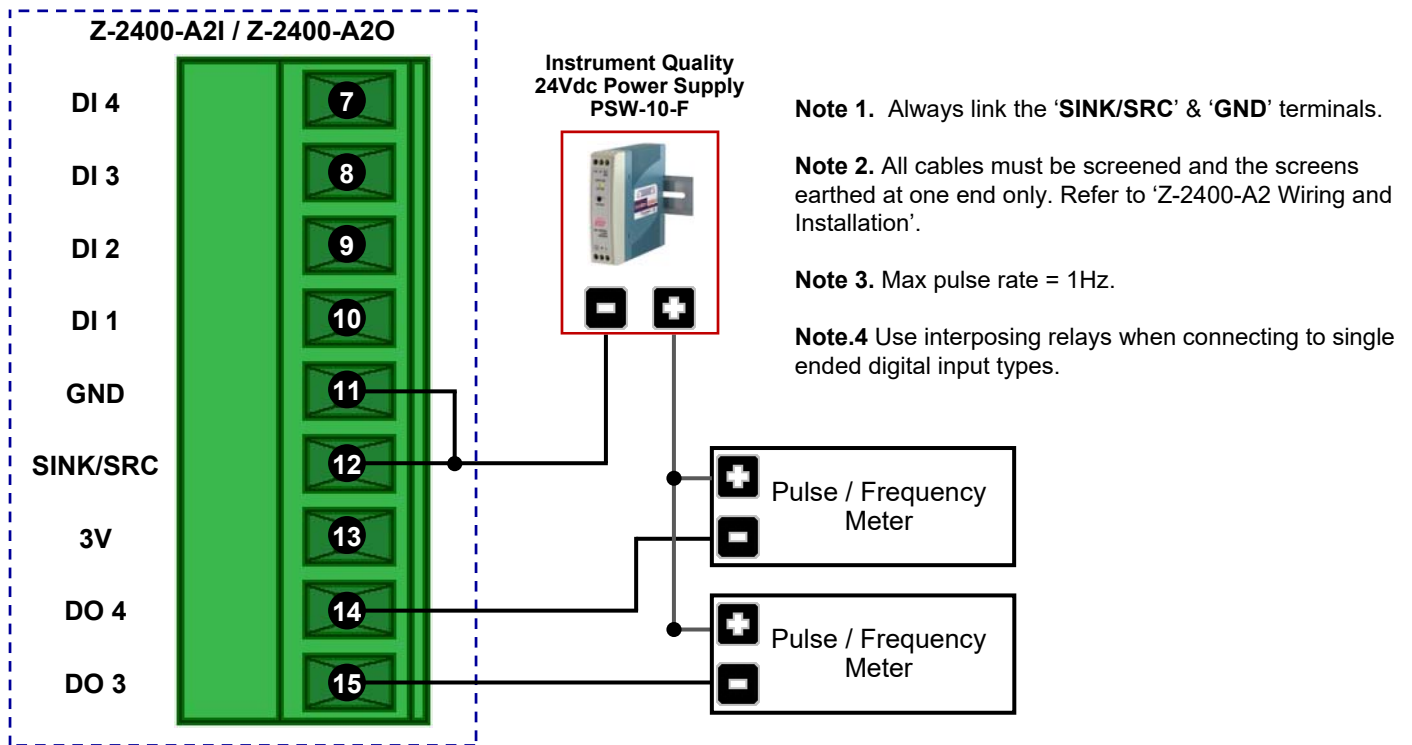 Z-2400-A2I / Z-2400-A2O
DI 4
7
DI 3
8
DI 2
9
DI 1
10
GND
11
SINK/SRC
12
3V
13
DO 4
14
DO 3
15
Instrument Quality
24Vdc Power Supply
PSW-10-F
Note 1. Always link the ‘SINK/SRC’ & ‘GND’ terminals.
Note 2. All cables must be screened and the screens
earthed at one end only. Refer to ‘Z-2400-A2 Wiring and
Installation’.
Note 3. Max pulse rate = 1Hz.
Note.4 Use interposing relays when connecting to single
ended digital input types.
Pulse / Frequency
Meter
Pulse / Frequency
Meter